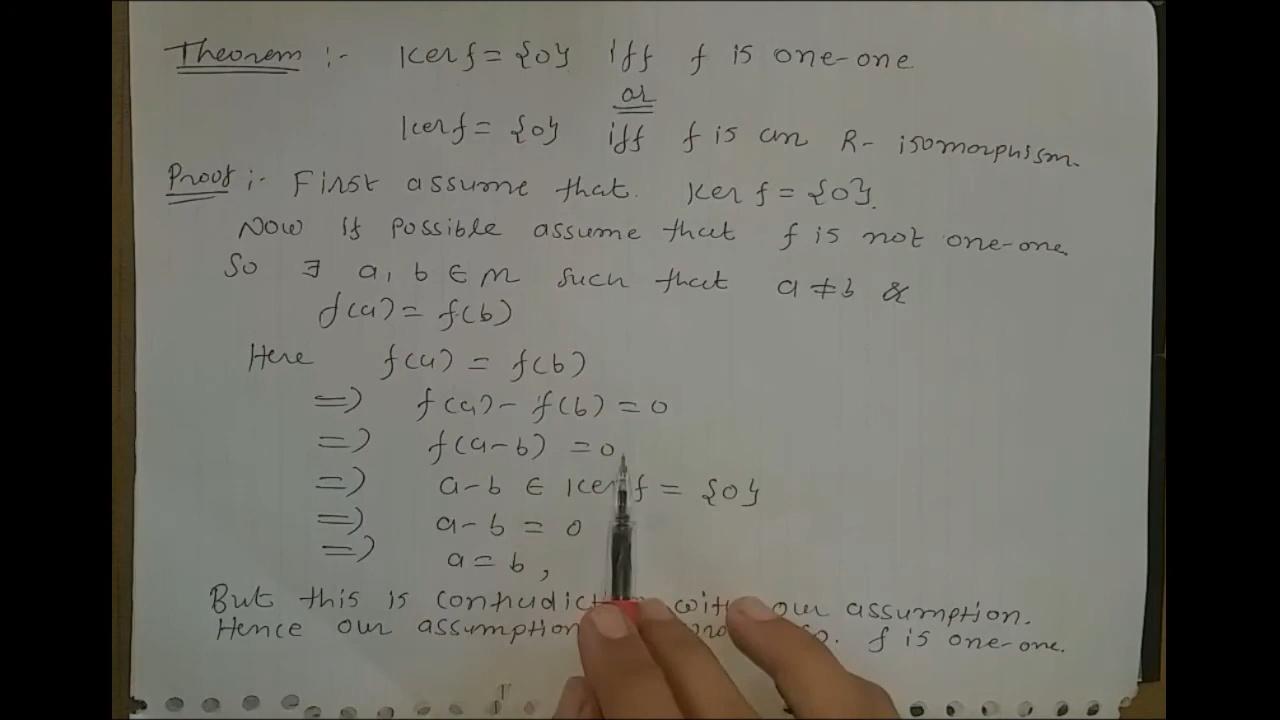 Theorem :- Ker f = {0} iff f is one-one
or
Ker f = {0} iff f is an R- isomorphism.
Proof :- First assume that. Ker f = {0}.
Now if possible assume that f is not one-one.
So ∃ a, b ∈ M such that a ≠ b &
f(a) = f(b)
Here f(a) = f(b)
=) f(a) - f(b) = 0
=) f(a-b) = 0
=) a-b ∈ Ker f = {0}
=) a-b = 0
=) a = b,
But this is with our assumption.
Hence our assumption f is one-one.